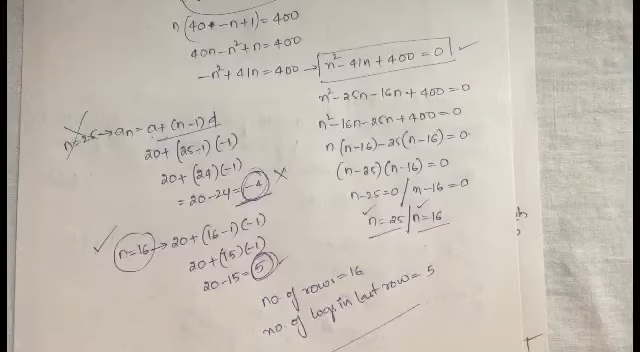 n(40-n+1)=400
40n-n²+n=400
-n²+41n=400 → n²-41n+400=0 ✓
n²-25n-16n+400=0
n²-16n-25n+400=0
n(n-16)-25(n-16)=0
(n-25)(n-16)=0
n-25=0 / n-16=0
n=25 / n=16
n=25 → an=a+(n-1)d
20+(25-1)(-1)
20+(24)(-1)
=20-24=-4 ×
✓ n=16 → 20+(16-1)(-1)
20+(15)(-1)
20-15=5 ✓
no. of rows=16
no. of logs in last row=5